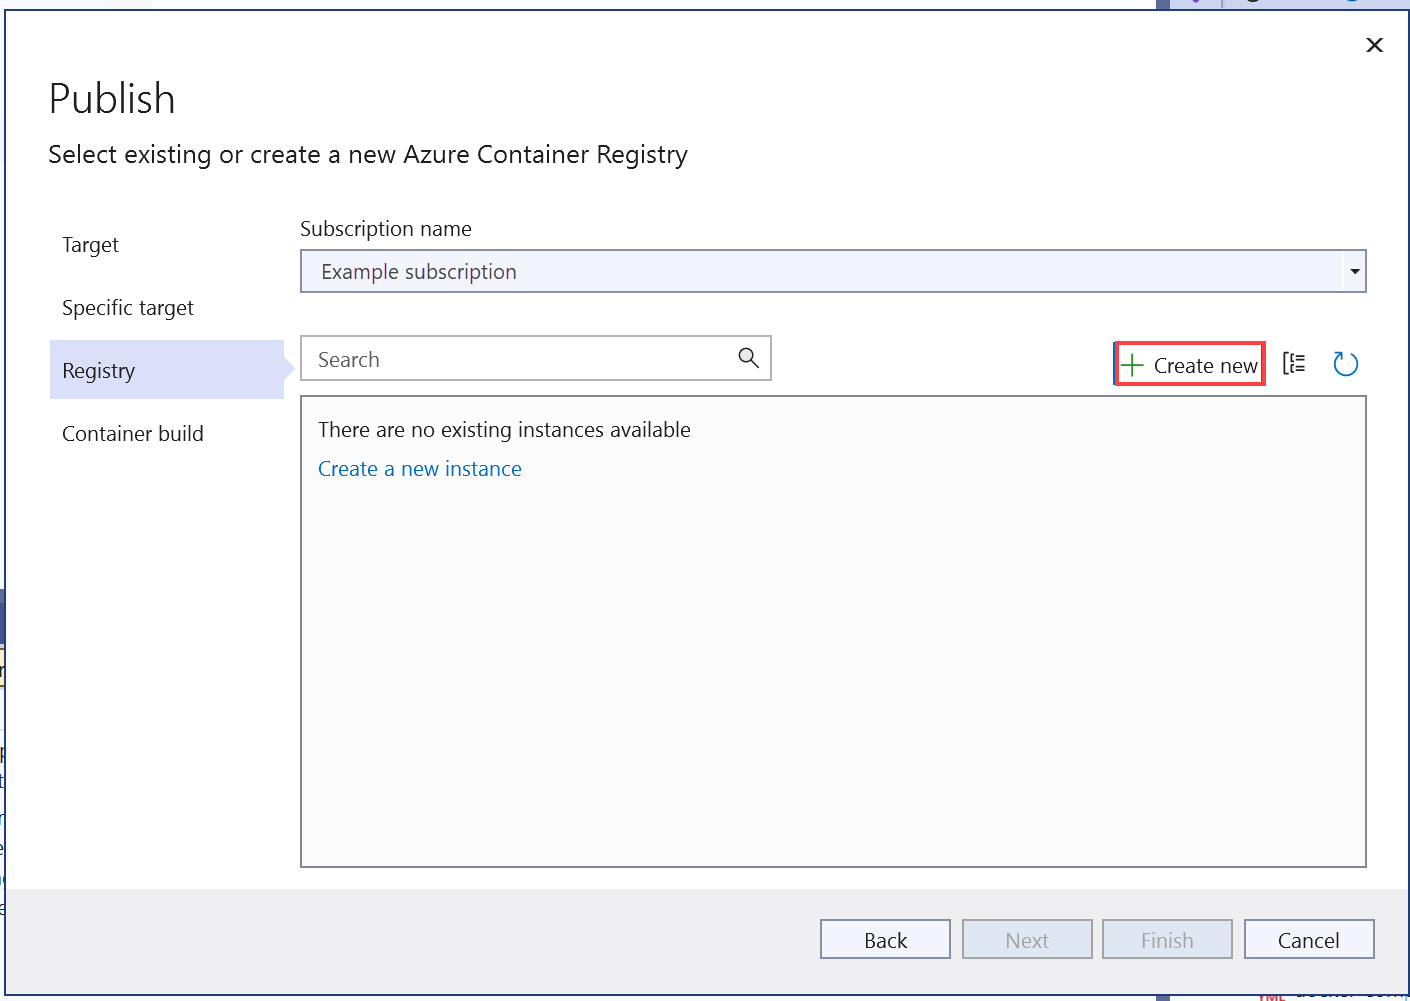 Publish
Select existing or create a new Azure Container Registry
Target
Specific target
Registry
Container build
Subscription name
Example subscription
Search
Create new
There are no existing instances available
Create a new instance
Back
Next
Finish
Cancel